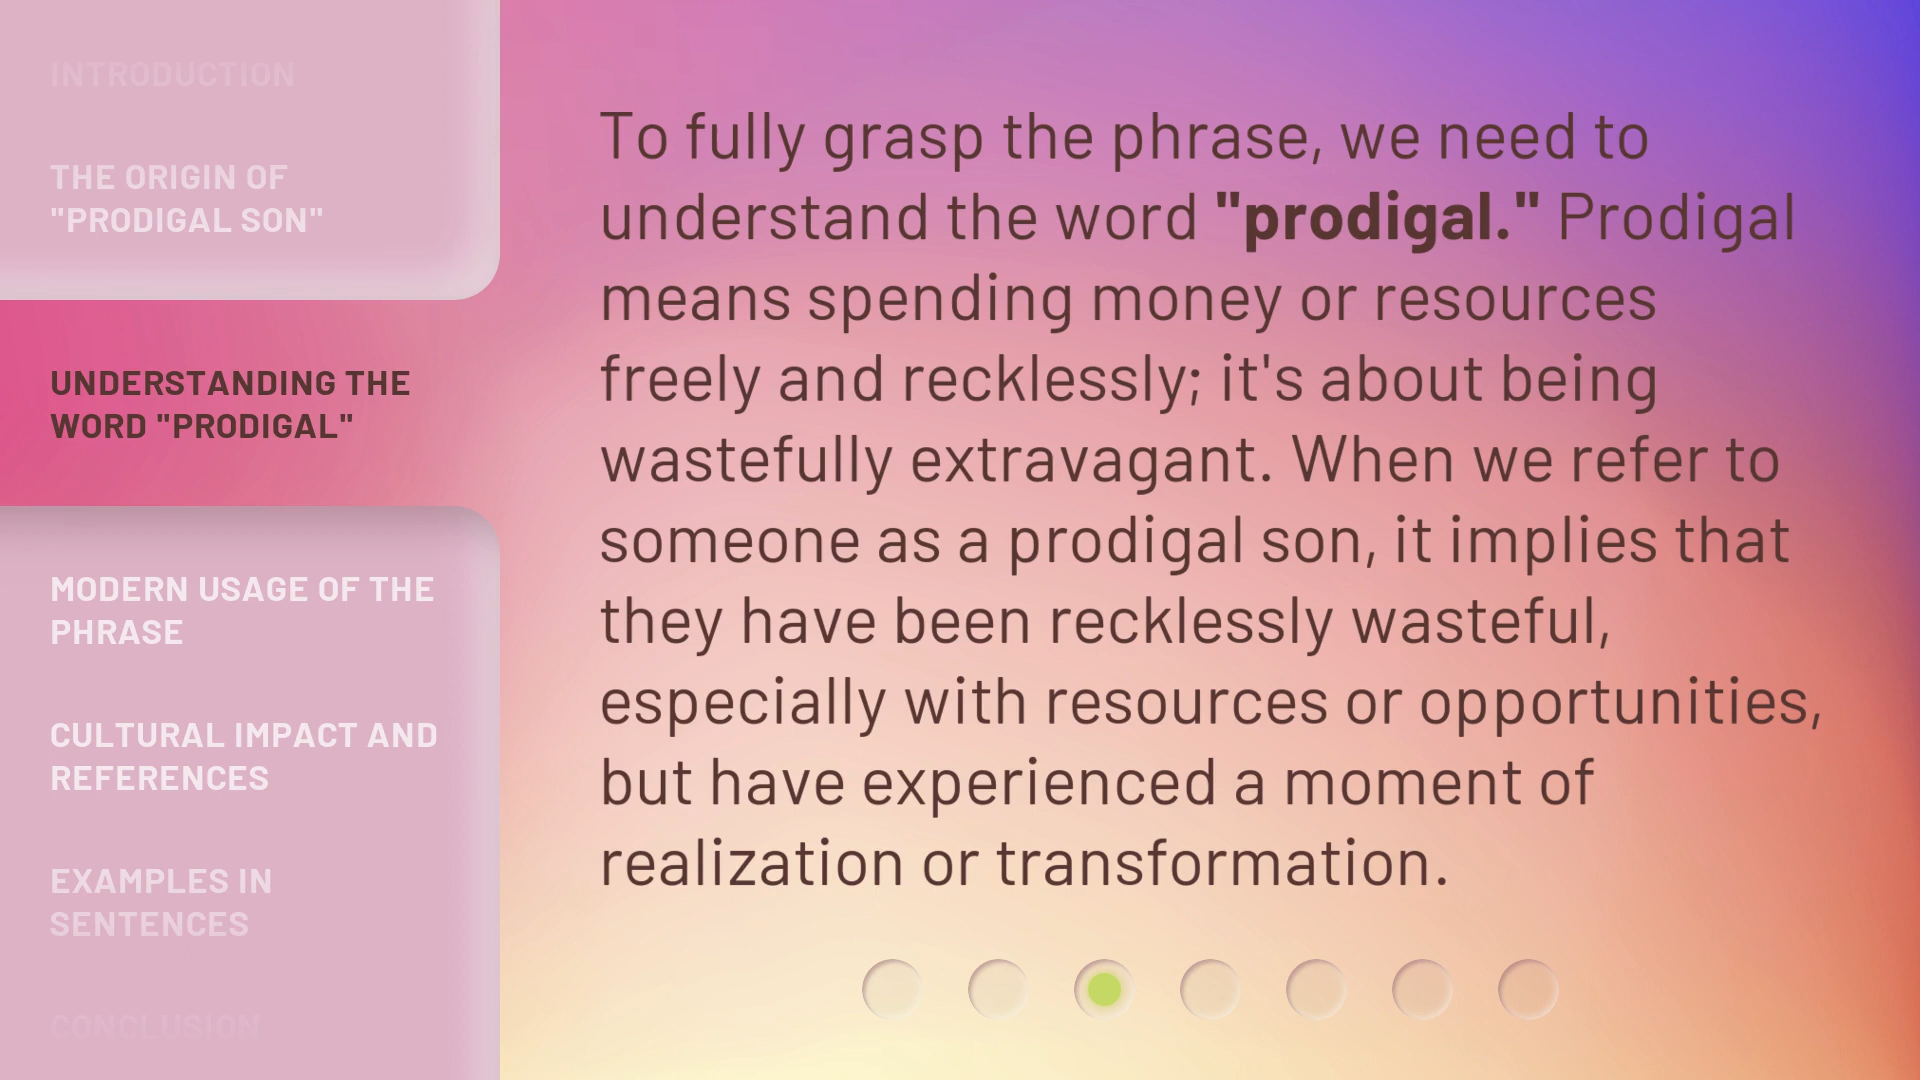 INTRODUCTION
THE ORIGIN OF
"PRODIGAL SON"
UNDERSTANDING THE
WORD "PRODIGAL"
MODERN USAGE OF THE
PHRASE
CULTURAL IMPACT AND
REFERENCES
EXAMPLES IN
SENTENCES
CONCLUSION
To fully grasp the phrase, we need to
understand the word "prodigal." Prodigal
means spending money or resources
freely and recklessly; it's about being
wastefully extravagant. When we refer to
someone as a prodigal son, it implies that
they have been recklessly wasteful,
especially with resources or opportunities,
but have experienced a moment of
realization or transformation.